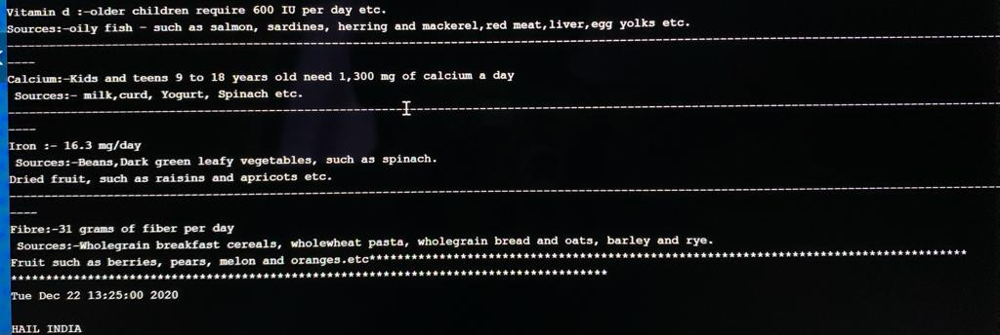 Vitamin d :-older children require 600 IU per day etc.
Sources:-oily fish - such as salmon, sardines, herring and mackerel,red meat,liver,egg yolks etc.
----------------------------------------------------------------------------------------------------
----
Calcium:-Kids and teens 9 to 18 years old need 1,300 mg of calcium a day
 Sources:- milk,curd, Yogurt, Spinach etc.
----------------------------------------------------------------------------------------------------
----
Iron :- 16.3 mg/day
 Sources:-Beans,Dark green leafy vegetables, such as spinach.
Dried fruit, such as raisins and apricots etc.
----------------------------------------------------------------------------------------------------
----
Fibre:-31 grams of fiber per day
 Sources:-Wholegrain breakfast cereals, wholewheat pasta, wholegrain bread and oats, barley and rye.
Fruit such as berries, pears, melon and oranges.etc************************************************************************************
************************************************************************************
Tue Dec 22 13:25:00 2020
HAIL INDIA